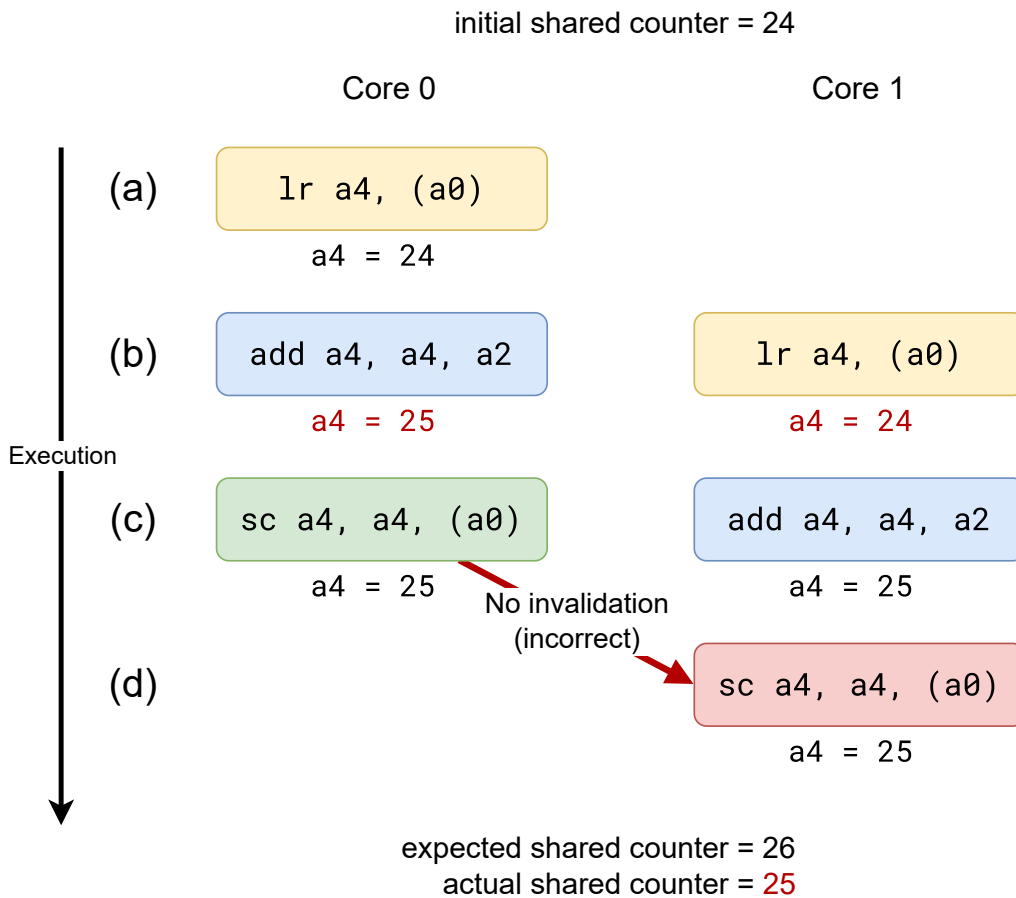 initial shared counter = 24
Core 0
Core 1
(a)
lr a4, (a0)
a4 = 24
(b)
add a4, a4, a2
lr a4, (a0)
a4 = 25
a4 = 24
Execution
(c)
sc a4, a4, (a0)
add a4, a4, a2
a4 = 25
a4 = 25
No invalidation
(incorrect)
(d)
sc a4, a4, (a0)
a4 = 25
expected shared counter = 26
actual shared counter = 25